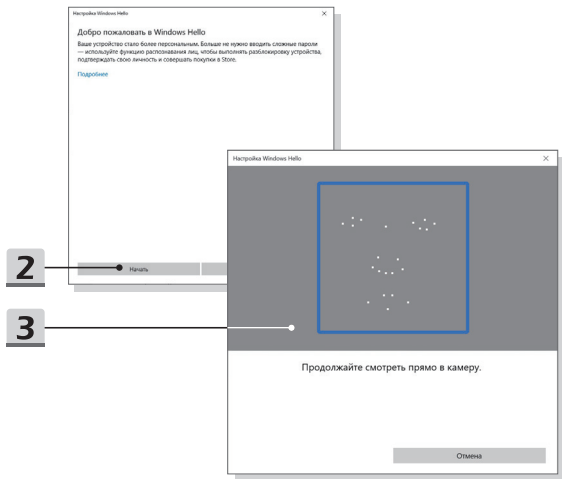 Настройка Windows Hello
Добро пожаловать в Windows Hello
Ваше устройство стало более персональным. Больше не нужно вводить сложные пароли
— используйте функцию распознавания лиц, чтобы выполнять разблокировку устройства,
подтверждать свою личность и совершать покупки в Store.
Подробнее
2
Начать
Настройка Windows Hello
3
Продолжайте смотреть прямо в камеру.
Отмена